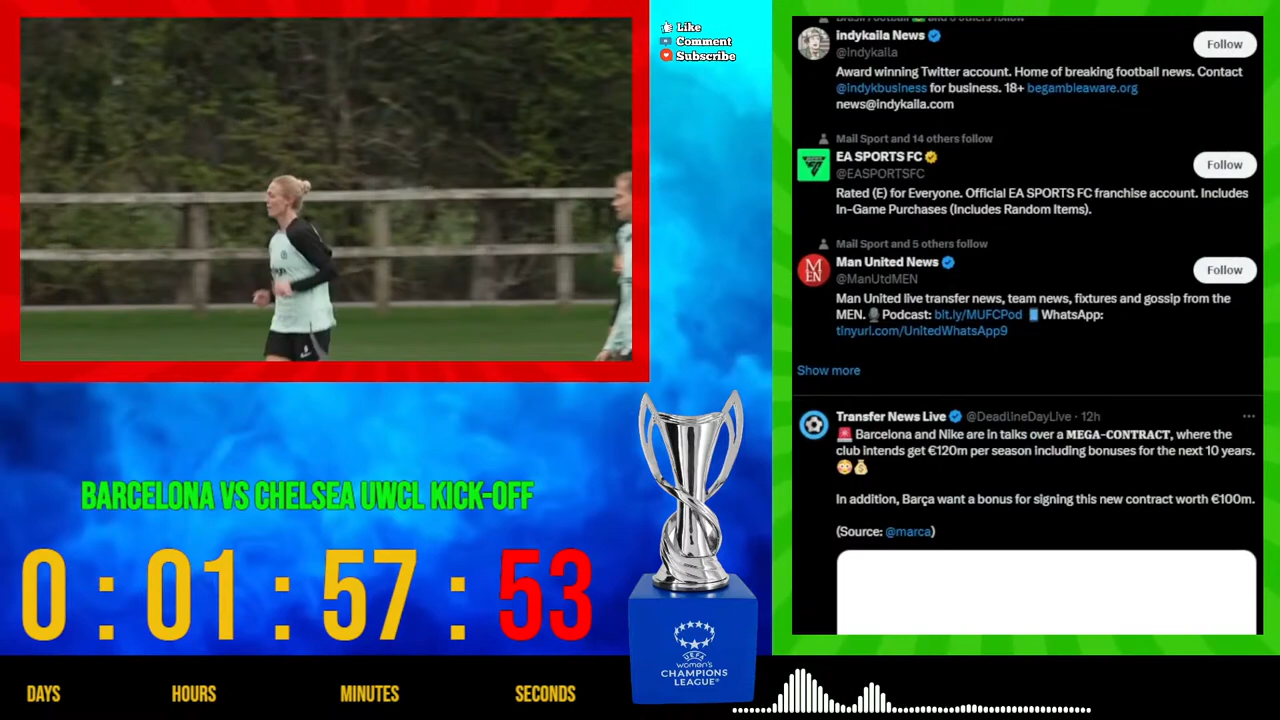 Like
Comment
Subscribe
indykaila News
@indykaila
Follow
Award winning Twitter account. Home of breaking football news. Contact
@indykbusiness for business. 18+ begambleaware.org
news@indykaila.com
Mail Sport and 14 others follow
EA SPORTS FC
@EASPORTSFC
Follow
Rated (E) for Everyone. Official EA SPORTS FC franchise account. Includes
In-Game Purchases (Includes Random Items).
Mail Sport and 5 others follow
Man United News
@ManUtdMEN
Follow
Man United live transfer news, team news, fixtures and gossip from the
MEN. Podcast: bit.ly/MUFCPod WhatsApp:
tinyurl.com/UnitedWhatsApp9
Show more
Transfer News Live @DeadlineDayLive · 12h
Barcelona and Nike are in talks over a MEGA-CONTRACT, where the
club intends get €120m per season including bonuses for the next 10 years.
In addition, Barça want a bonus for signing this new contract worth €100m.
(Source: @marca)
BARCELONA VS CHELSEA UWCL KICK-OFF
0 : 01 : 57 : 53
DAYS HOURS MINUTES SECONDS
UEFA
women's
CHAMPIONS
LEAGUE